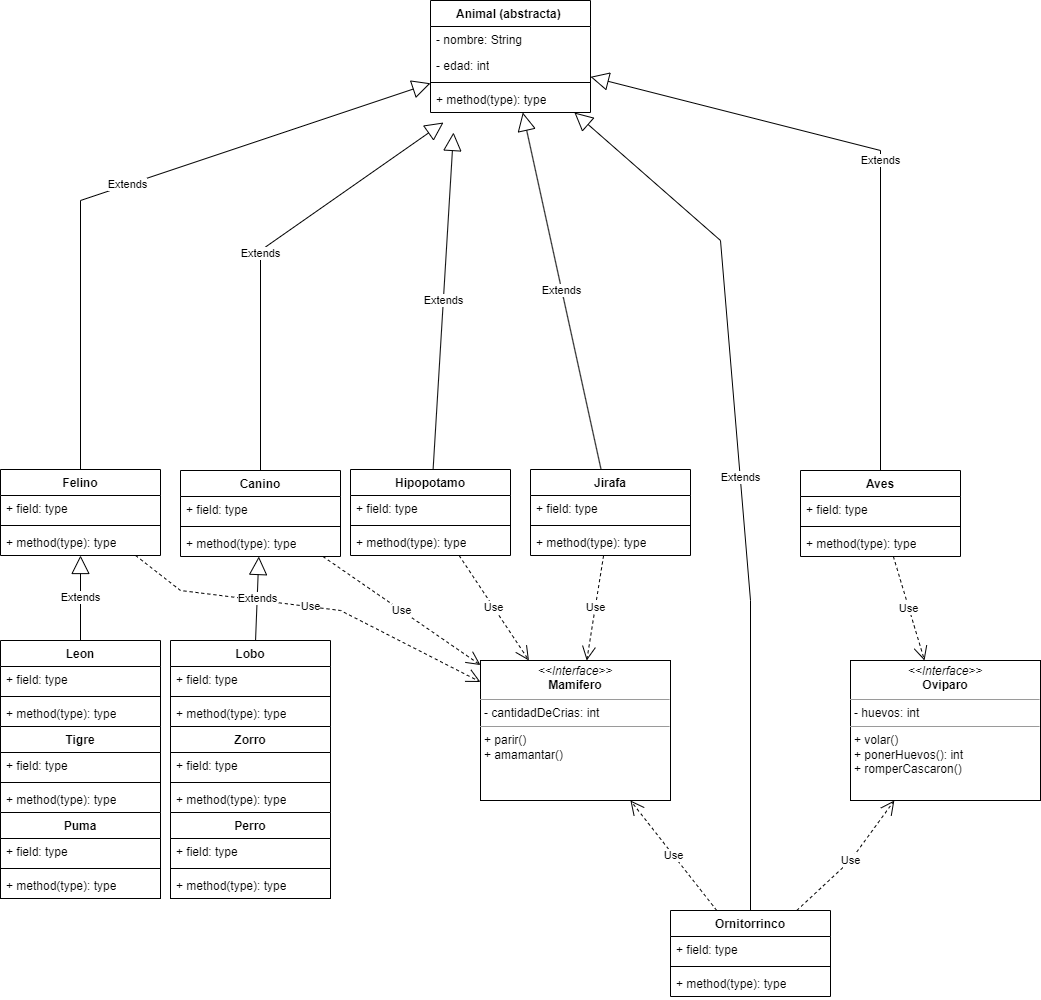 Animal (abstracta)
- nombre: String
- edad: int
+ method(type): type
Extends
Extends
Extends
Extends
Extends
Extends
Felino
+ field: type
+ method(type): type
Canino
+ field: type
+ method(type): type
Hipopotamo
+ field: type
+ method(type): type
Jirafa
+ field: type
+ method(type): type
Aves
+ field: type
+ method(type): type
Extends
Extends
Use
Use
Use
Use
Use
Leon
+ field: type
+ method(type): type
Tigre
+ field: type
+ method(type): type
Puma
+ field: type
+ method(type): type
Lobo
+ field: type
+ method(type): type
Zorro
+ field: type
+ method(type): type
Perro
+ field: type
+ method(type): type
<<Interface>>
Mamifero
- cantidadDeCrias: int
+ parir()
+ amamantar()
<<Interface>>
Oviparo
- huevos: int
+ volar()
+ ponerHuevos(): int
+ romperCascaron()
Use
Use
Ornitorrinco
+ field: type
+ method(type): type